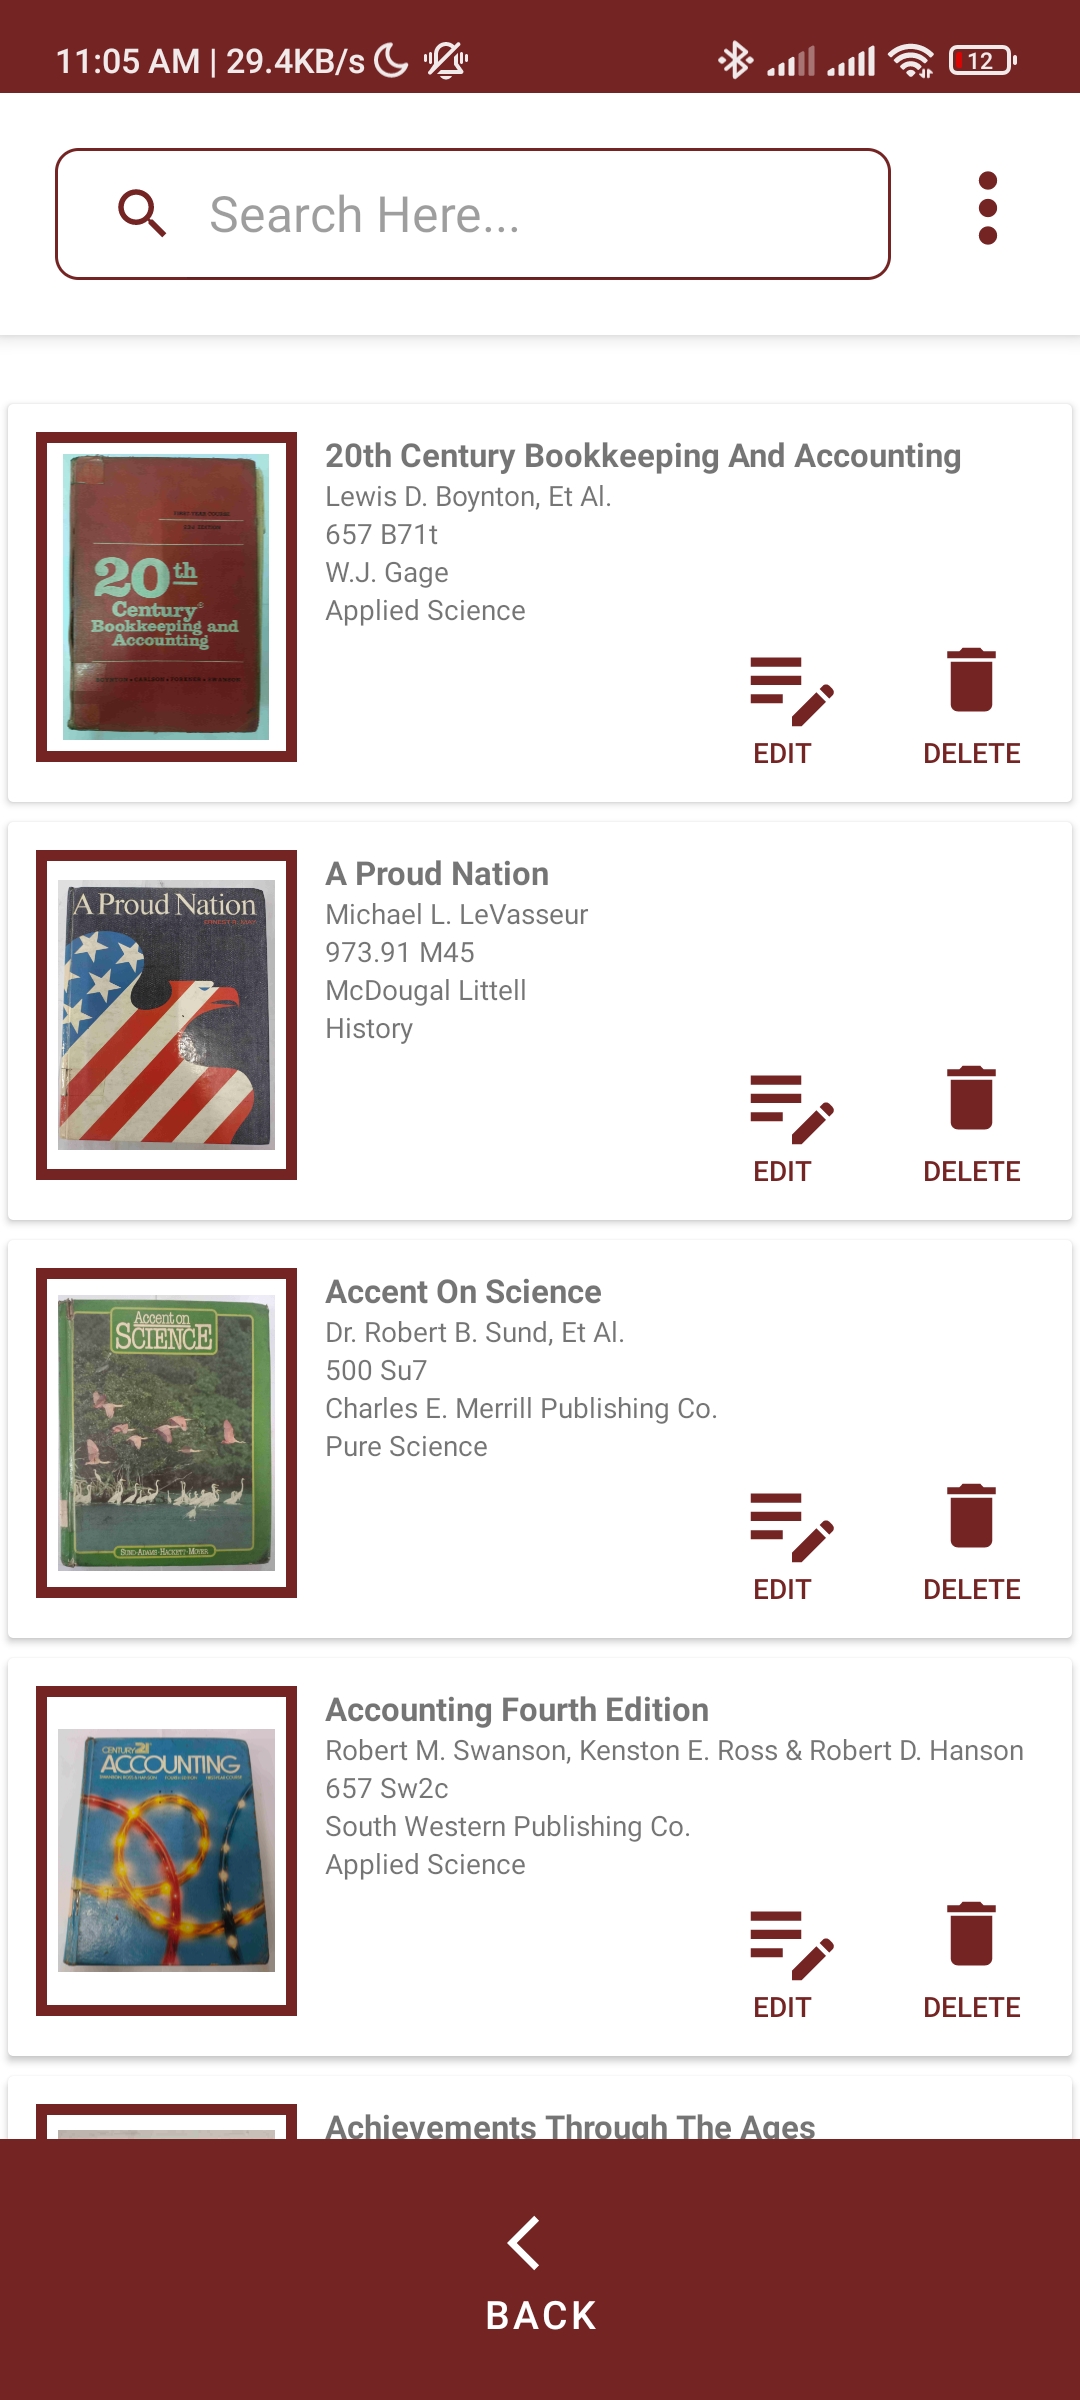 11:05 AM | 29.4KB/s
12
Search Here...
20th
Century®
Bookkeeping and
Accounting
20th Century Bookkeeping And Accounting
Lewis D. Boynton, Et Al.
657 B71t
W.J. Gage
Applied Science
EDIT
DELETE
A Proud Nation
A Proud Nation
Michael L. LeVasseur
973.91 M45
McDougal Littell
History
EDIT
DELETE
Accent on
SCIENCE
SUND·ADAMS·HACKETT·MOYER
Accent On Science
Dr. Robert B. Sund, Et Al.
500 Su7
Charles E. Merrill Publishing Co.
Pure Science
EDIT
DELETE
CENTURY 21
ACCOUNTING
Accounting Fourth Edition
Robert M. Swanson, Kenston E. Ross & Robert D. Hanson
657 Sw2c
South Western Publishing Co.
Applied Science
EDIT
DELETE
Achievements Through The Ages
BACK